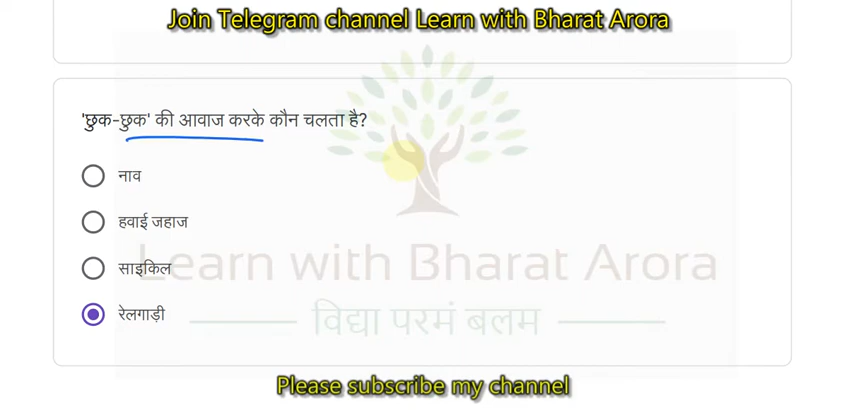 Join Telegram channel Learn with Bharat Arora
'छुक-छुक' की आवाज करके कौन चलता है?
नाव
हवाई जहाज
साइकिल
Learn with Bharat Arora
रेलगाड़ी
विद्या परमं बलम
Please subscribe my channel